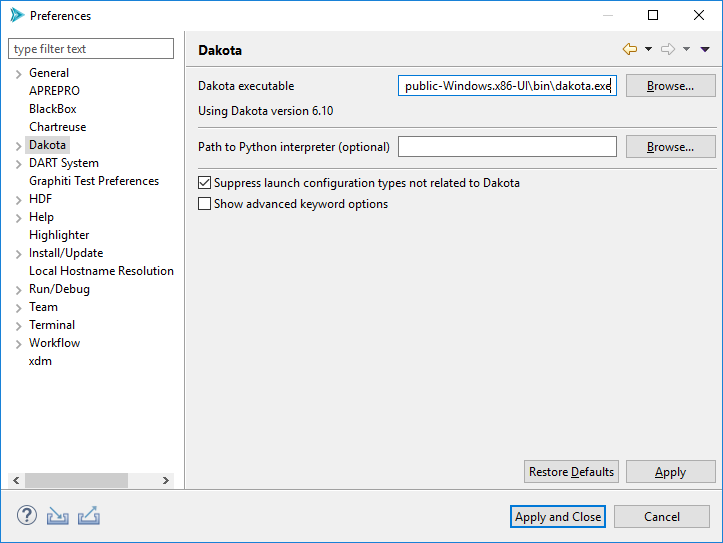 Preferences
type filter text
General
APREPRO
BlackBox
Chartreuse
Dakota
DART System
Graphiti Test Preferences
HDF
Help
Highlighter
Install/Update
Local Hostname Resolution
Run/Debug
Team
Terminal
Workflow
xdm
Dakota
Dakota executable public-Windows.x86-UI\bin\dakota.exe Browse...
Using Dakota version 6.10
Path to Python interpreter (optional) Browse...
Suppress launch configuration types not related to Dakota
Show advanced keyword options
Restore Defaults Apply
? Apply and Close Cancel